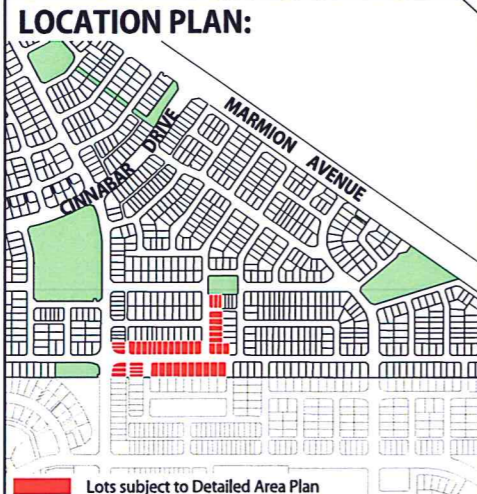 LOCATION PLAN:
MARMION AVENUE
CINNABAR DRIVE
Lots subject to Detailed Area Plan